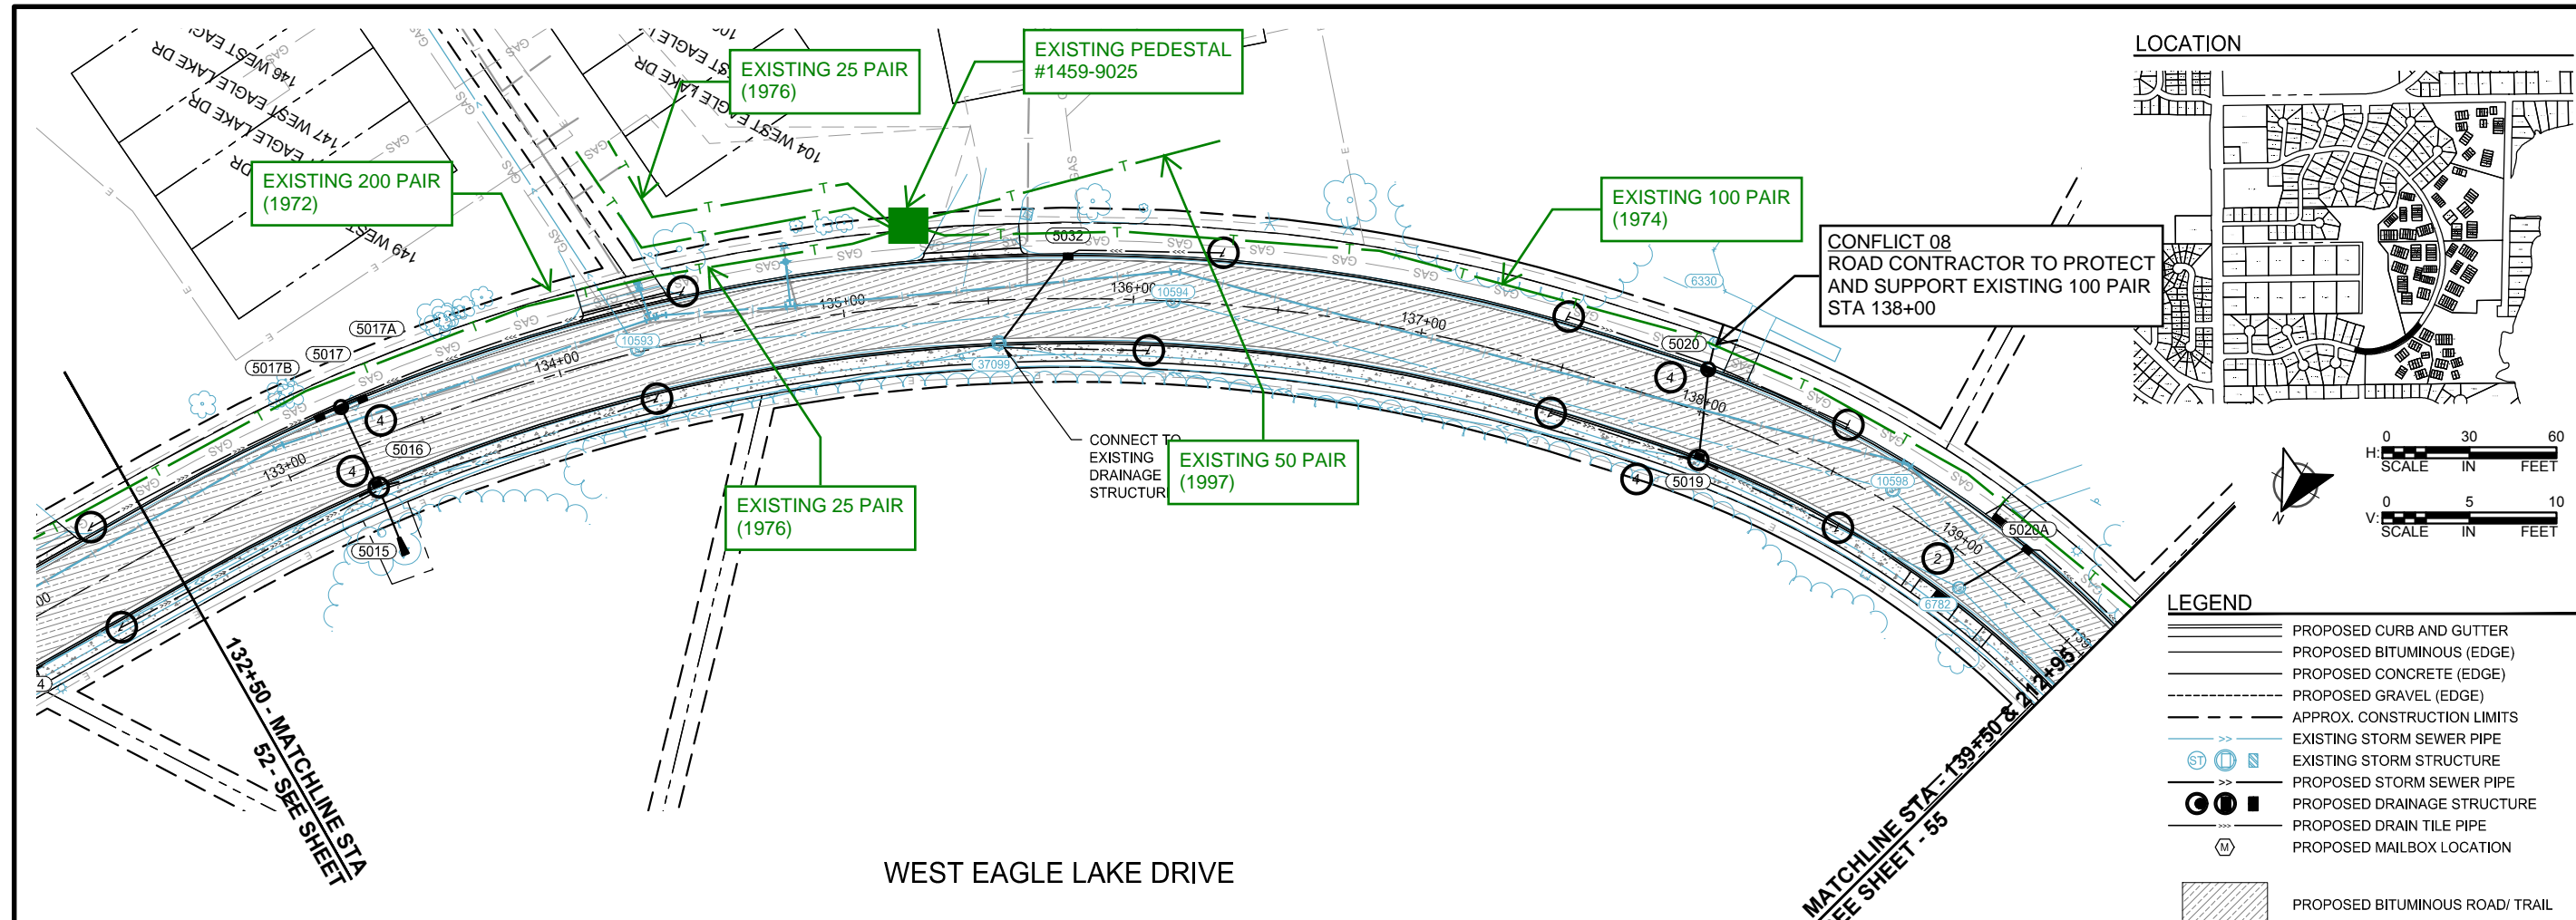 146 WEST EAGLE LAKE DR
147 WEST EAGLE LAKE DR
149 WEST
104 WEST EAGLE LAKE DR
EXISTING 25 PAIR
(1976)
EXISTING PEDESTAL
#1459-9025
EXISTING 200 PAIR
(1972)
EXISTING 100 PAIR
(1974)
CONFLICT 08
ROAD CONTRACTOR TO PROTECT
AND SUPPORT EXISTING 100 PAIR
STA 138+00
EXISTING 25 PAIR
(1976)
EXISTING 50 PAIR
(1997)
CONNECT TO
EXISTING
DRAINAGE
STRUCTUR
5032
5017A
5017
5017B
5016
5015
5020
5019
5020A
10593
10594
37099
6330
10598
6782
133+00
134+00
135+00
136+00
137+00
138+00
139+00
132+50 - MATCHLINE STA
52 - SEE SHEET
MATCHLINE STA - 139+50 & 212+95
SEE SHEET - 55
WEST EAGLE LAKE DRIVE
LOCATION
N
H:
0 30 60
SCALE IN FEET
V:
0 5 10
SCALE IN FEET
LEGEND
PROPOSED CURB AND GUTTER
PROPOSED BITUMINOUS (EDGE)
PROPOSED CONCRETE (EDGE)
PROPOSED GRAVEL (EDGE)
APPROX. CONSTRUCTION LIMITS
>> EXISTING STORM SEWER PIPE
ST EXISTING STORM STRUCTURE
>> PROPOSED STORM SEWER PIPE
PROPOSED DRAINAGE STRUCTURE
>>> PROPOSED DRAIN TILE PIPE
M PROPOSED MAILBOX LOCATION
PROPOSED BITUMINOUS ROAD/ TRAIL